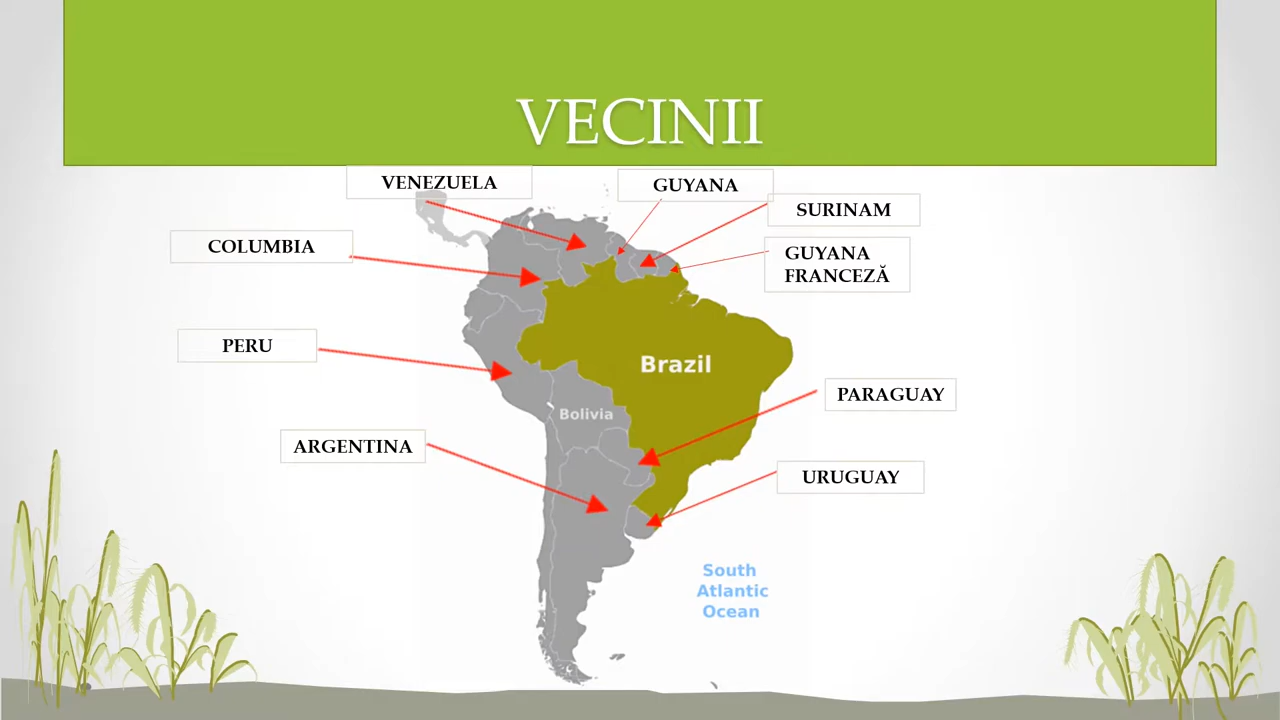 VECINII
VENEZUELA
GUYANA
SURINAM
COLUMBIA
GUYANA
FRANCEZĂ
PERU
Brazil
PARAGUAY
Bolivia
ARGENTINA
URUGUAY
South
Atlantic
Ocean